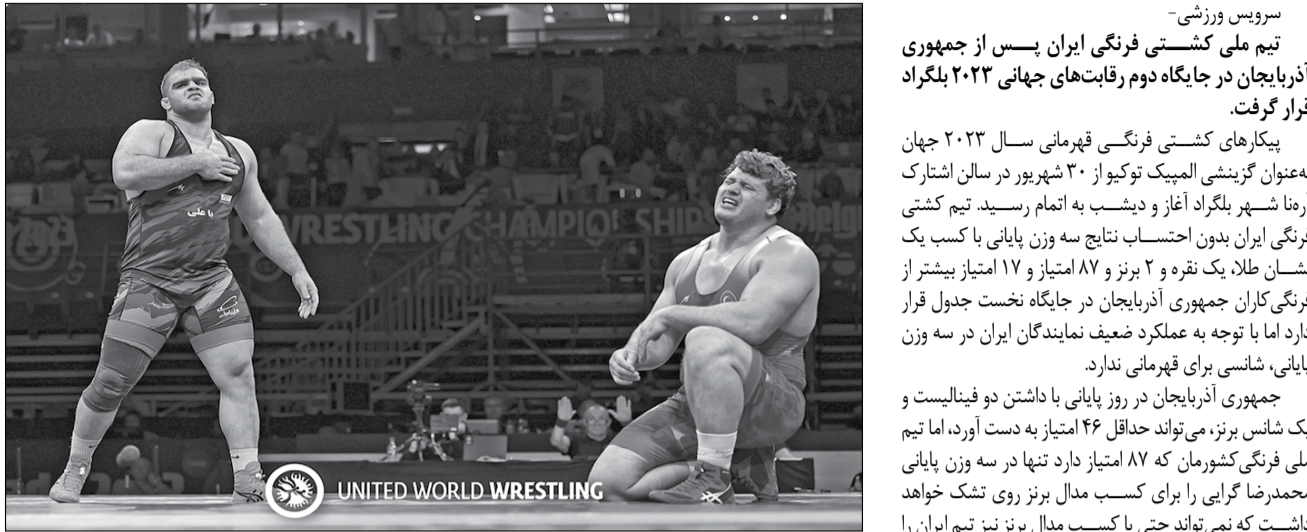 سرویس ورزشی-
تیم ملی کشتی فرنگی ایران پس از جمهوری
آذربایجان در جایگاه دوم رقابت‌های جهانی ۲۰۲۳ بلگراد
قرار گرفت.
پیکارهای کشتی فرنگی قهرمانی سال ۲۰۲۳ جهان
به‌عنوان گزینشی المپیک توکیو از ۳۰ شهریور در سالن اشتارک
ره‌نا شهر بلگراد آغاز و دیشب به اتمام رسید. تیم کشتی
فرنگی ایران بدون احتساب نتایج سه وزن پایانی با کسب یک
نشان طلا، یک نقره و ۲ برنز و ۸۷ امتیاز و ۱۷ امتیاز بیشتر از
فرنگی‌کاران جمهوری آذربایجان در جایگاه نخست جدول قرار
دارد اما با توجه به عملکرد ضعیف نمایندگان ایران در سه وزن
پایانی، شانسی برای قهرمانی ندارد.
جمهوری آذربایجان در روز پایانی با داشتن دو فینالیست و
یک شانس برنز، می‌تواند حداقل ۴۶ امتیاز به دست آورد، اما تیم
ملی فرنگی کشورمان که ۸۷ امتیاز دارد تنها در سه وزن پایانی
محمدرضا گرایی را برای کسب مدال برنز روی تشک خواهد
داشت که نمی‌تواند حتی با کسب مدال برنز نیز تیم ایران را
یا علی
WRESTLING CHAMPIO SHIP Belgr
UNITED WORLD WRESTLING